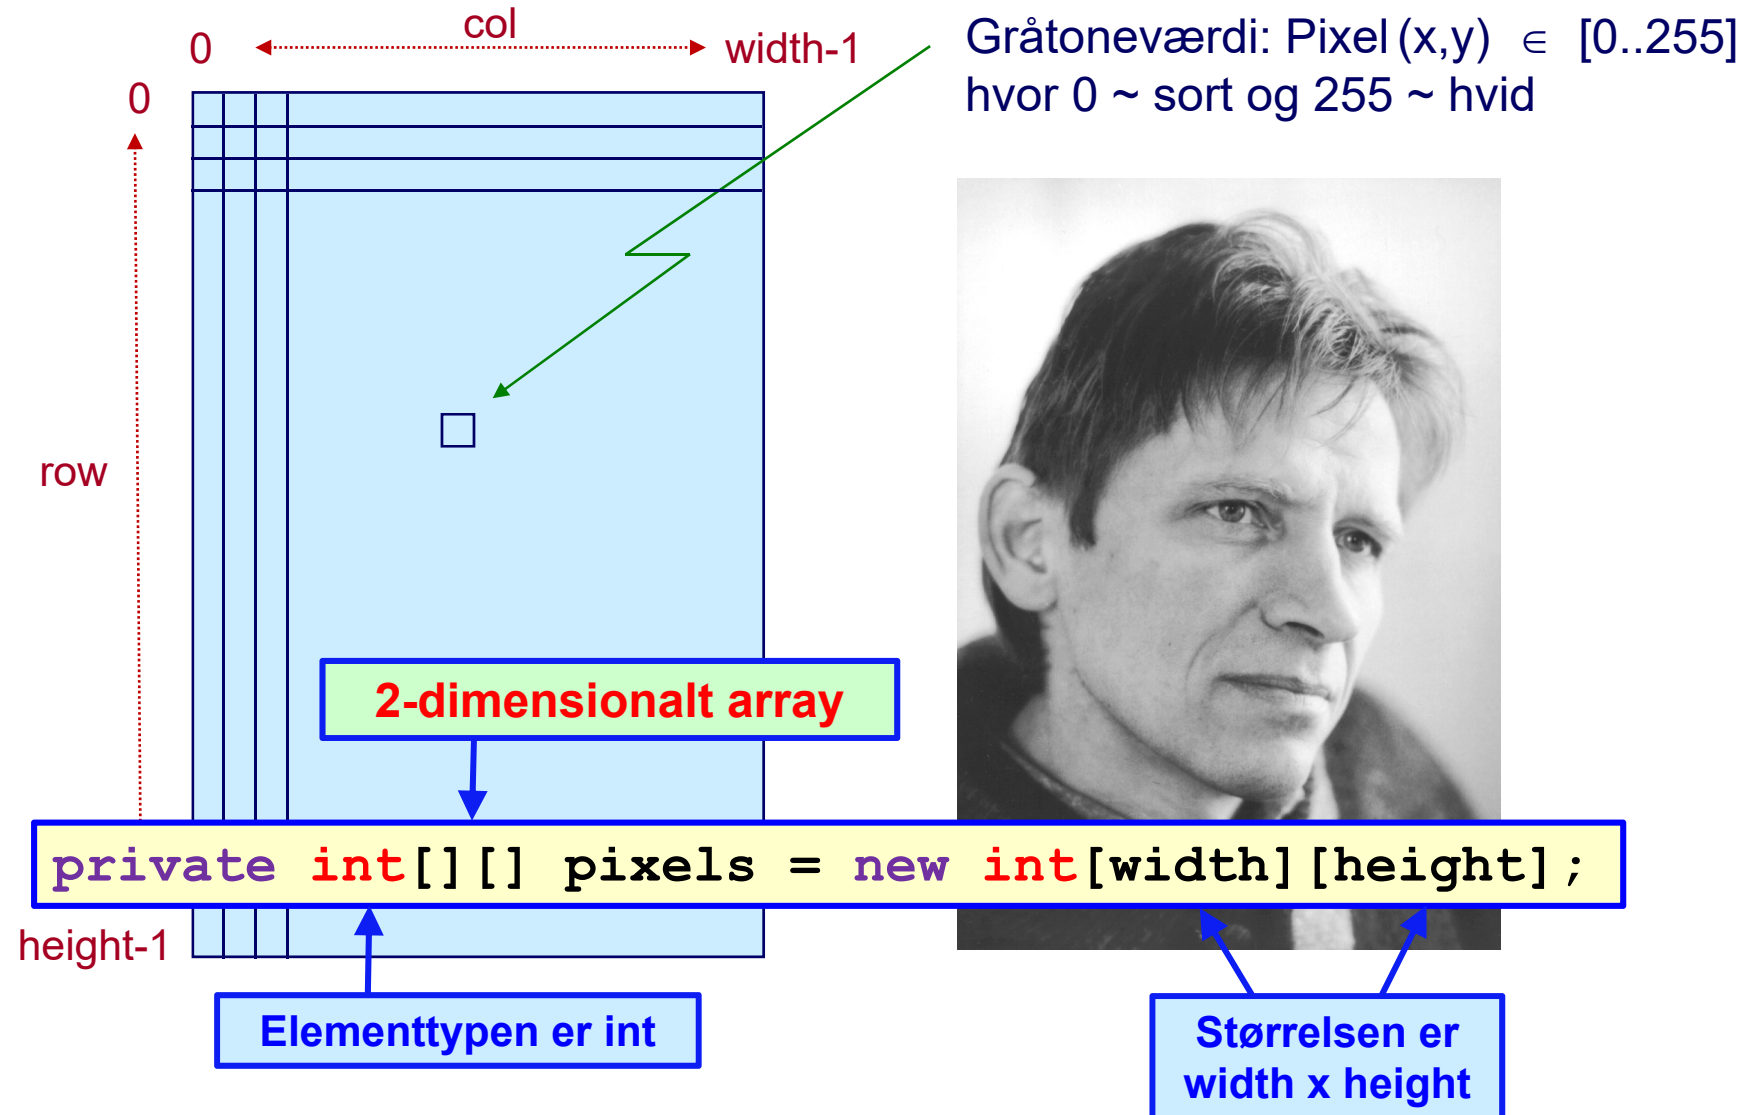 0
col
width-1
Gråtoneværdi: Pixel (x,y) ∈ [0..255]
hvor 0 ~ sort og 255 ~ hvid
0
row
2-dimensionalt array
private int[][] pixels = new int[width][height];
height-1
Elementtypen er int
Størrelsen er
width x height